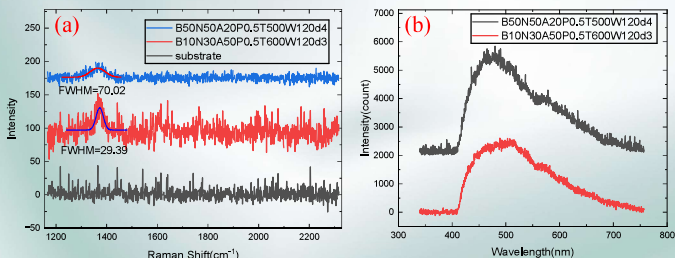 (a)
B50N50A20P0.5T500W120d4
B10N30A50P0.5T600W120d3
substrate
250
200
150
100
50
0
−50
Intensity
FWHM=70.02
FWHM=29.39
1200 1400 1600 1800 2000 2200
Raman Shift(cm⁻¹)
(b)
B50N50A20P0.5T500W120d4
B10N30A50P0.5T600W120d3
6000
5000
4000
3000
2000
1000
0
Intensity(count)
300 400 500 600 700 800
Wavelength(nm)